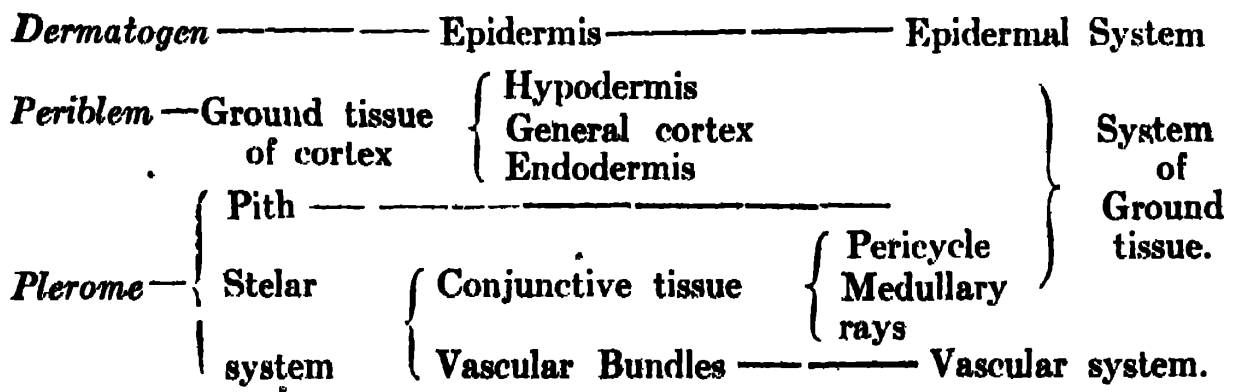 Dermatogen — — Epidermis — — Epidermal System
Periblem — Ground tissue of cortex { Hypodermis
General cortex
Endodermis
System of Ground tissue.
Plerome — { Pith — — — —
Stelar system { Conjunctive tissue { Pericycle
Medullary rays
Vascular Bundles — — Vascular system.